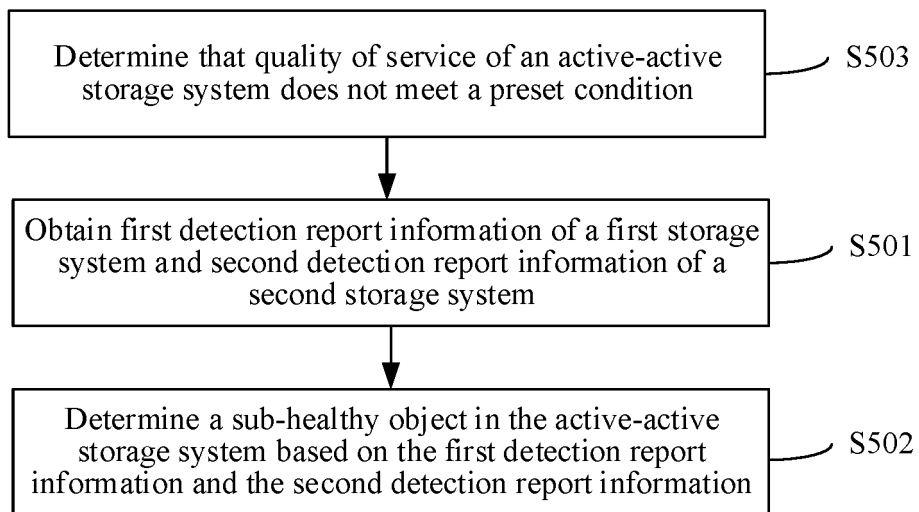 Determine that quality of service of an active-active
storage system does not meet a preset condition
S503
Obtain first detection report information of a first storage
system and second detection report information of a
second storage system
S501
Determine a sub-healthy object in the active-active
storage system based on the first detection report
information and the second detection report information
S502